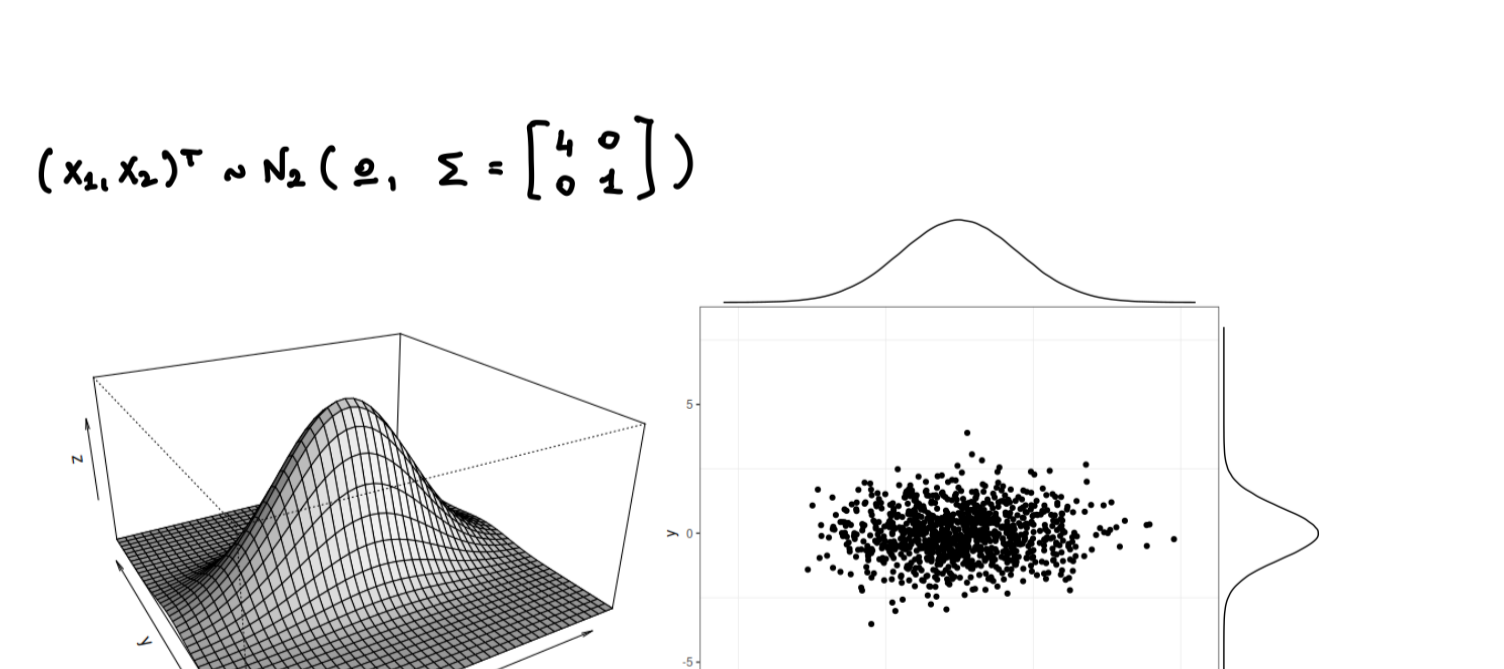 (x₁, x₂)ᵀ ~ N₂(0, Σ = [4 0
0 1])
z
y
5
y
0
-5